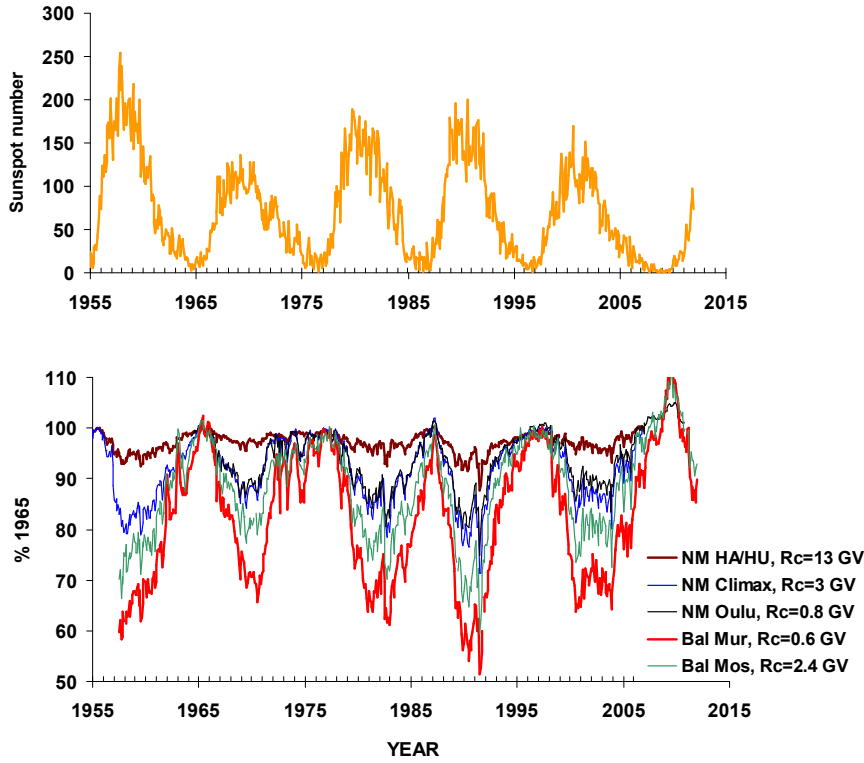 300
250
200
150
100
50
0
Sunspot number
1955 1965 1975 1985 1995 2005 2015
110
100
90
80
70
60
50
% 1965
NM HA/HU, Rc=13 GV
NM Climax, Rc=3 GV
NM Oulu, Rc=0.8 GV
Bal Mur, Rc=0.6 GV
Bal Mos, Rc=2.4 GV
1955 1965 1975 1985 1995 2005 2015
YEAR